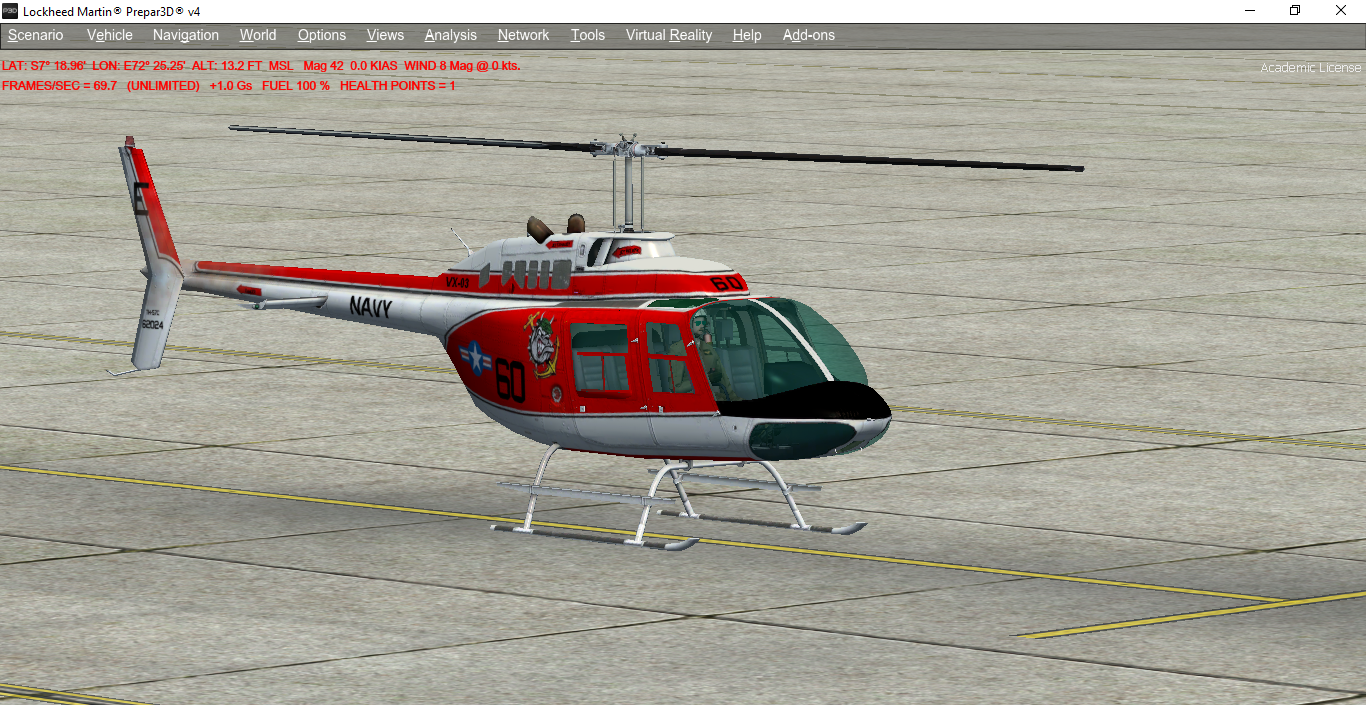 Lockheed Martin® Prepar3D® v4
Scenario Vehicle Navigation World Options Views Analysis Network Tools Virtual Reality Help Add-ons
LAT: S7° 18.96' LON: E72° 25.25' ALT: 13.2 FT MSL Mag 42 0.0 KIAS WIND 8 Mag @ 0 kts.
Academic License
FRAMES/SEC = 69.7 (UNLIMITED) +1.0 Gs FUEL 100 % HEALTH POINTS = 1
E
60
NAVY
62024
60